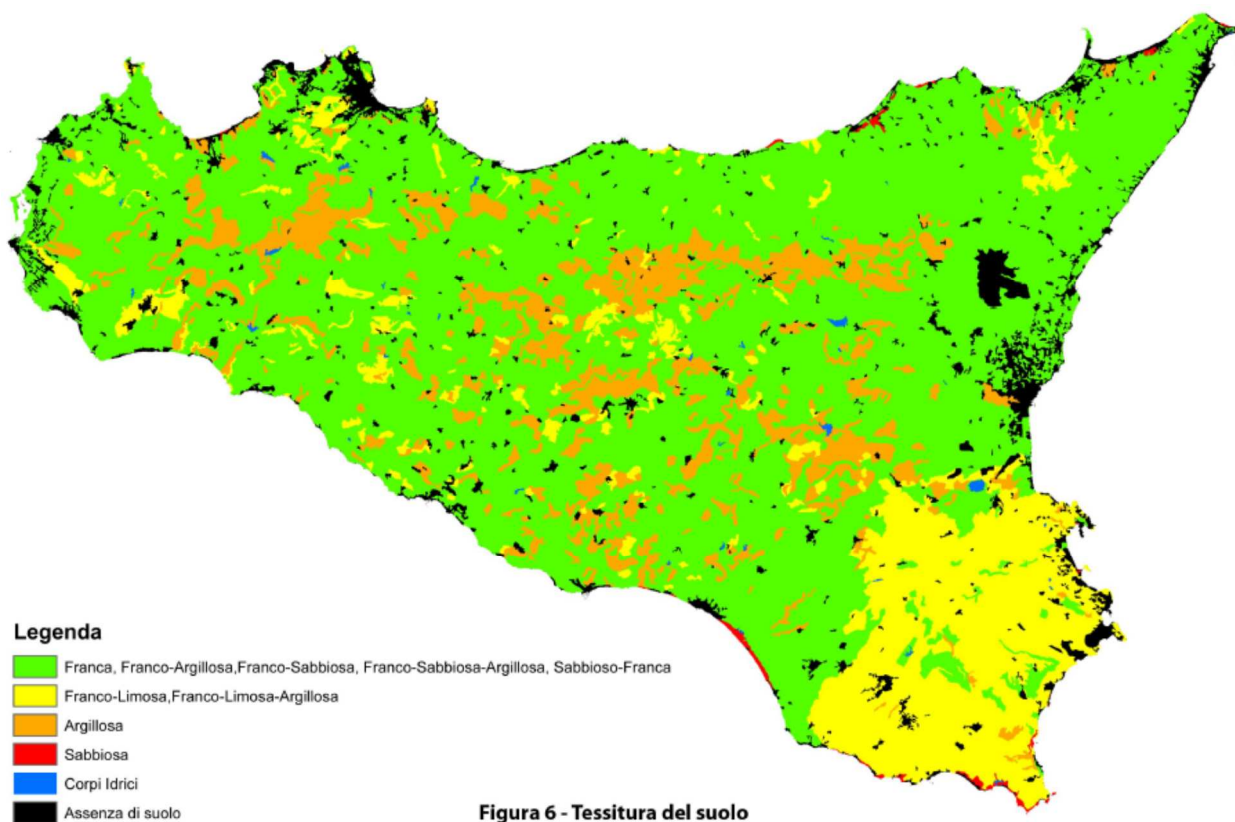 Legenda
Franca, Franco-Argillosa,Franco-Sabbiosa, Franco-Sabbiosa-Argillosa, Sabbioso-Franca
Franco-Limosa,Franco-Limosa-Argillosa
Argillosa
Sabbiosa
Corpi Idrici
Assenza di suolo
Figura 6 - Tessitura del suolo